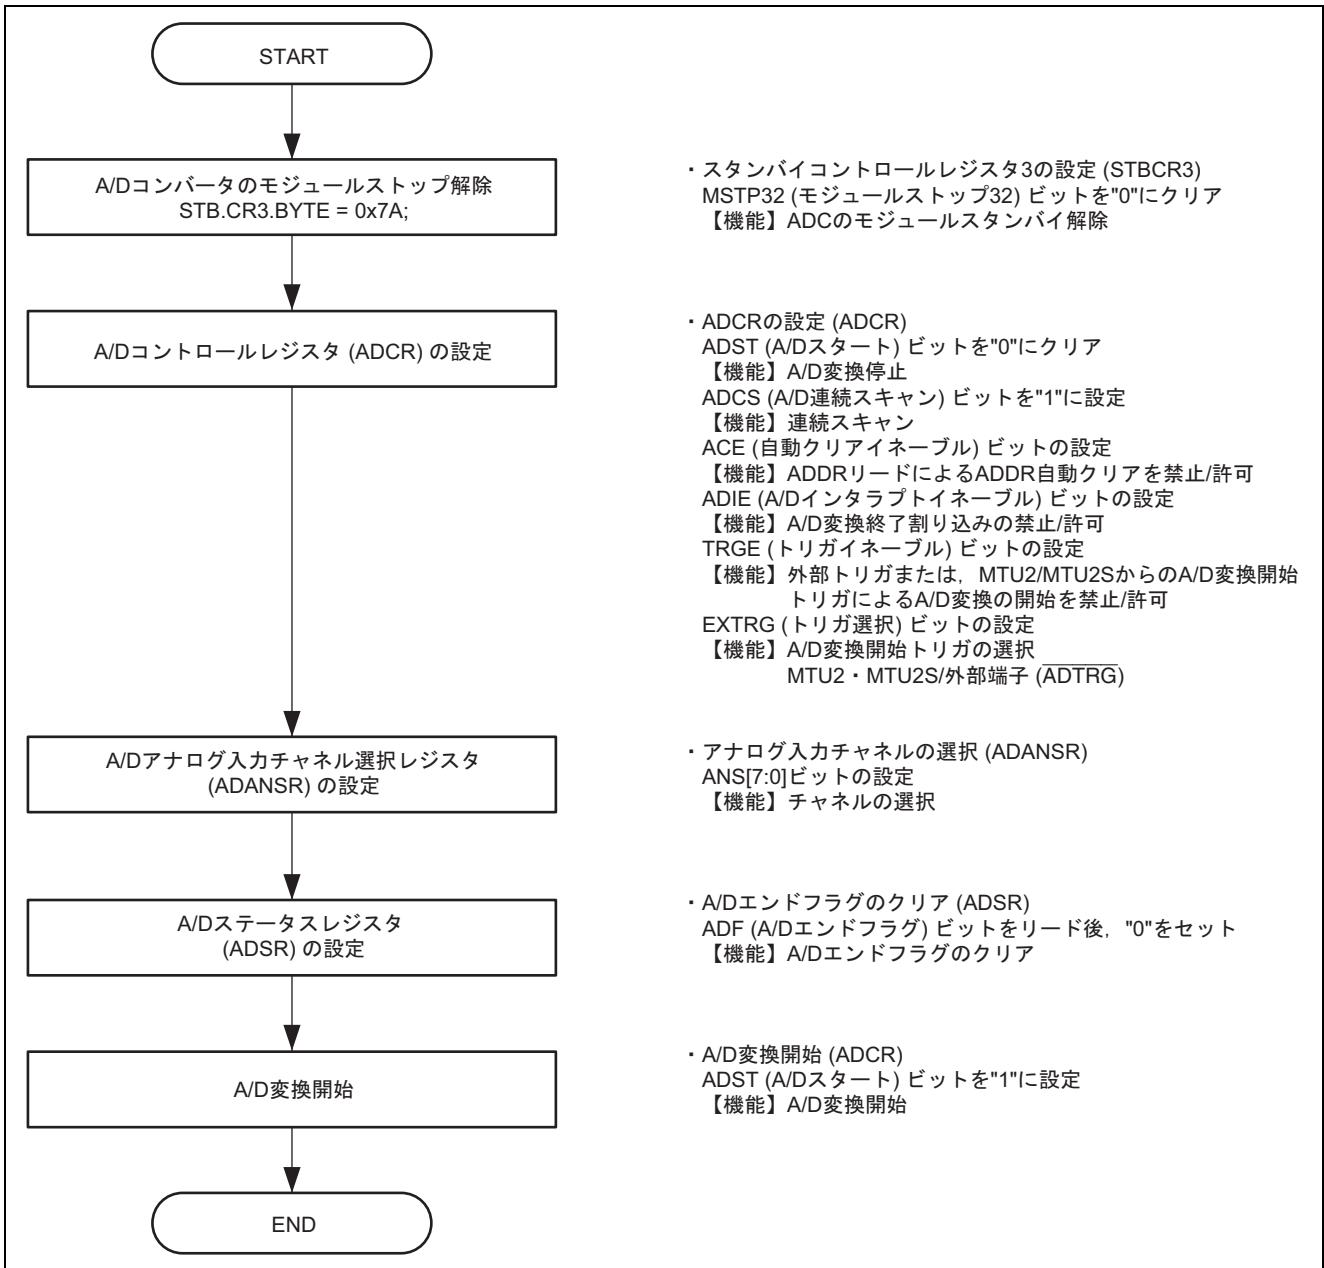 START
A/Dコンバータのモジュールストップ解除
STB.CR3.BYTE = 0x7A;
・スタンバイコントロールレジスタ3の設定 (STBCR3)
MSTP32 (モジュールストップ32) ビットを"0"にクリア
【機能】ADCのモジュールスタンバイ解除
A/Dコントロールレジスタ (ADCR) の設定
・ADCRの設定 (ADCR)
ADST (A/Dスタート) ビットを"0"にクリア
【機能】A/D変換停止
ADCS (A/D連続スキャン) ビットを"1"に設定
【機能】連続スキャン
ACE (自動クリアイネーブル) ビットの設定
【機能】ADDRリードによるADDR自動クリアを禁止/許可
ADIE (A/Dインタラプトイネーブル) ビットの設定
【機能】A/D変換終了割り込みの禁止/許可
TRGE (トリガイネーブル) ビットの設定
【機能】外部トリガまたは，MTU2/MTU2SからのA/D変換開始
トリガによるA/D変換の開始を禁止/許可
EXTRG (トリガ選択) ビットの設定
【機能】A/D変換開始トリガの選択
MTU2・MTU2S/外部端子 (ADTRG)
A/Dアナログ入力チャネル選択レジスタ
(ADANSR) の設定
・アナログ入力チャネルの選択 (ADANSR)
ANS[7:0]ビットの設定
【機能】チャネルの選択
A/Dステータスレジスタ
(ADSR) の設定
・A/Dエンドフラグのクリア (ADSR)
ADF (A/Dエンドフラグ) ビットをリード後，"0"をセット
【機能】A/Dエンドフラグのクリア
A/D変換開始
・A/D変換開始 (ADCR)
ADST (A/Dスタート) ビットを"1"に設定
【機能】A/D変換開始
END